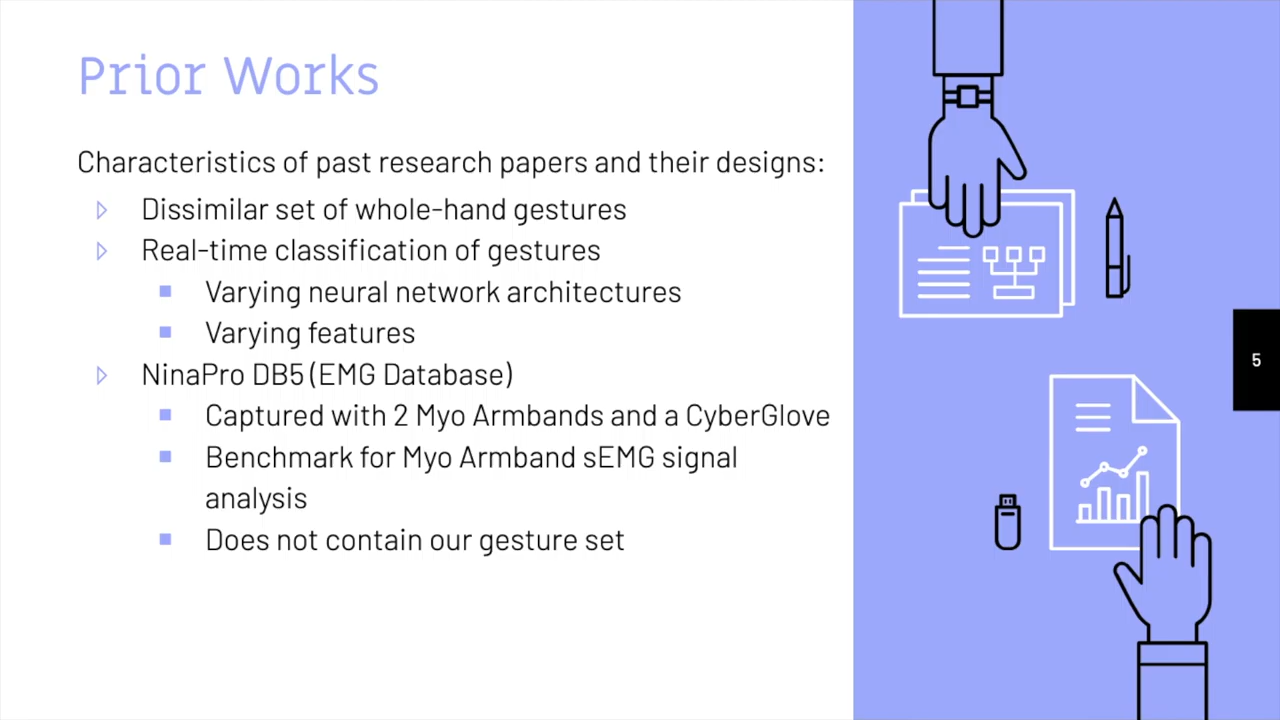 Prior Works
Characteristics of past research papers and their designs:
Dissimilar set of whole-hand gestures
Real-time classification of gestures
Varying neural network architectures
Varying features
NinaPro DB5 (EMG Database)
Captured with 2 Myo Armbands and a CyberGlove
Benchmark for Myo Armband sEMG signal
analysis
Does not contain our gesture set
5